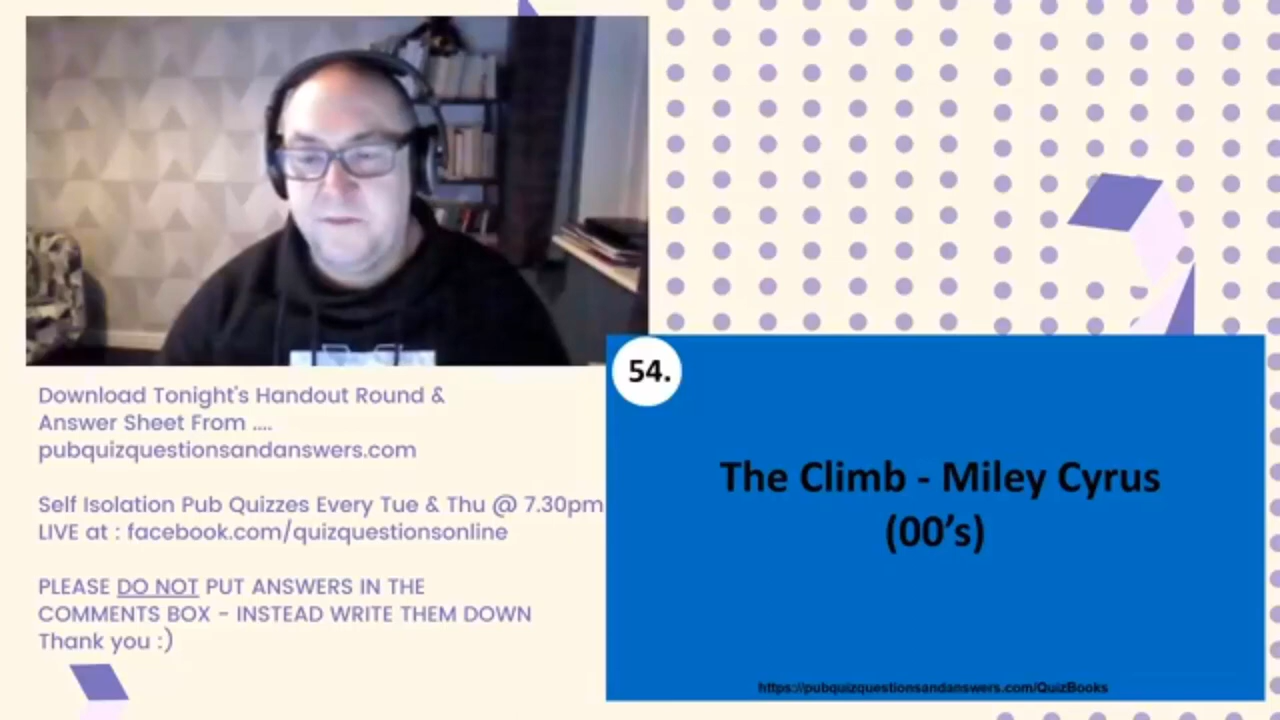 Download Tonight's Handout Round &
Answer Sheet From ....
pubquizquestionsandanswers.com
Self Isolation Pub Quizzes Every Tue & Thu @ 7.30pm
LIVE at : facebook.com/quizquestionsonline
PLEASE DO NOT PUT ANSWERS IN THE
COMMENTS BOX - INSTEAD WRITE THEM DOWN
Thank you :)
54.
The Climb - Miley Cyrus
(00's)
https://pubquizquestionsandanswers.com/QuizBooks